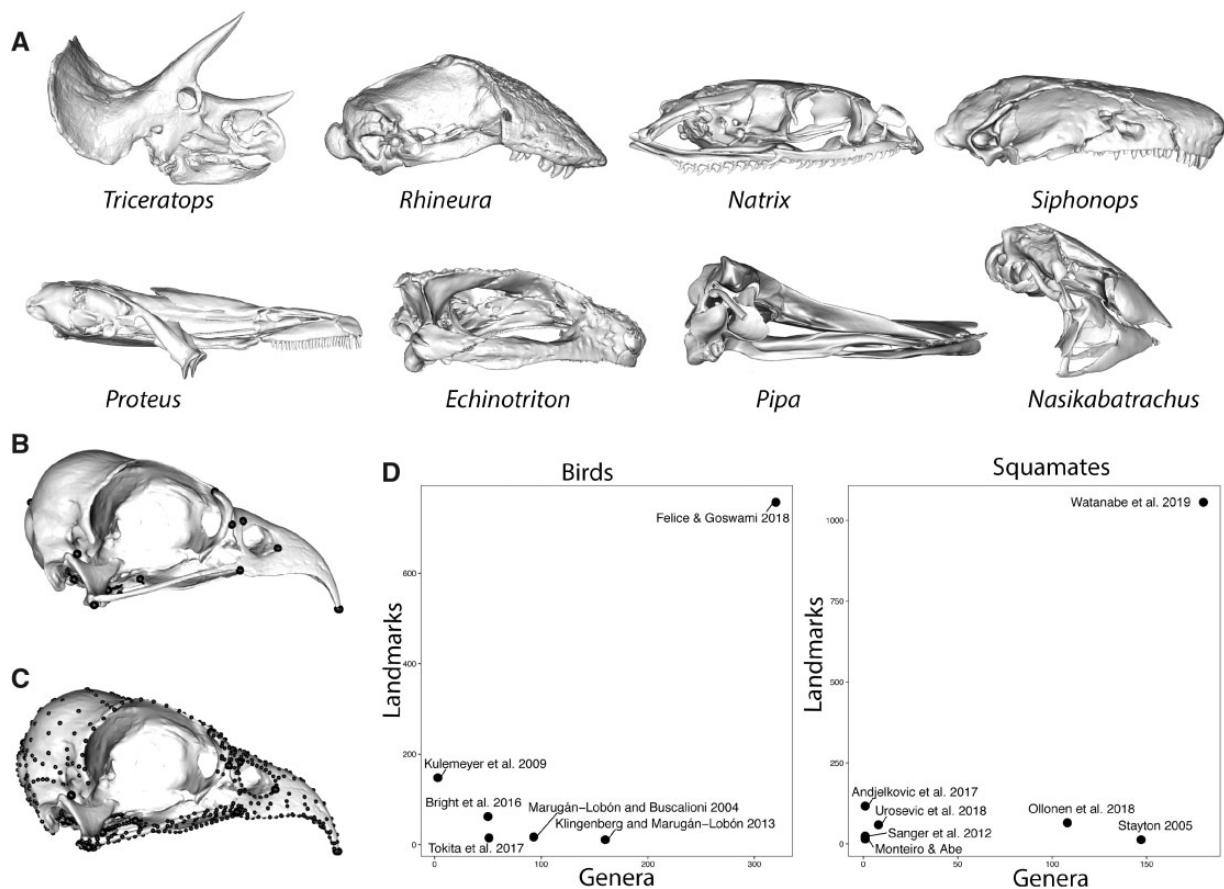 A
Triceratops
Rhineura
Natrix
Siphonops
Proteus
Echinotriton
Pipa
Nasikabatrachus
B
C
D
Birds
Landmarks
600
400
200
0
Felice & Goswami 2018
Kulemeyer et al. 2009
Bright et al. 2016
Marugán–Lobón and Buscalioni 2004
Klingenberg and Marugán–Lobón 2013
Tokita et al. 2017
0
100
200
300
Genera
Squamates
Landmarks
1000
750
500
250
0
Watanabe et al. 2019
Andjelkovic et al. 2017
Urosevic et al. 2018
Ollonen et al. 2018
Sanger et al. 2012
Stayton 2005
Monteiro & Abe
0
50
100
150
Genera